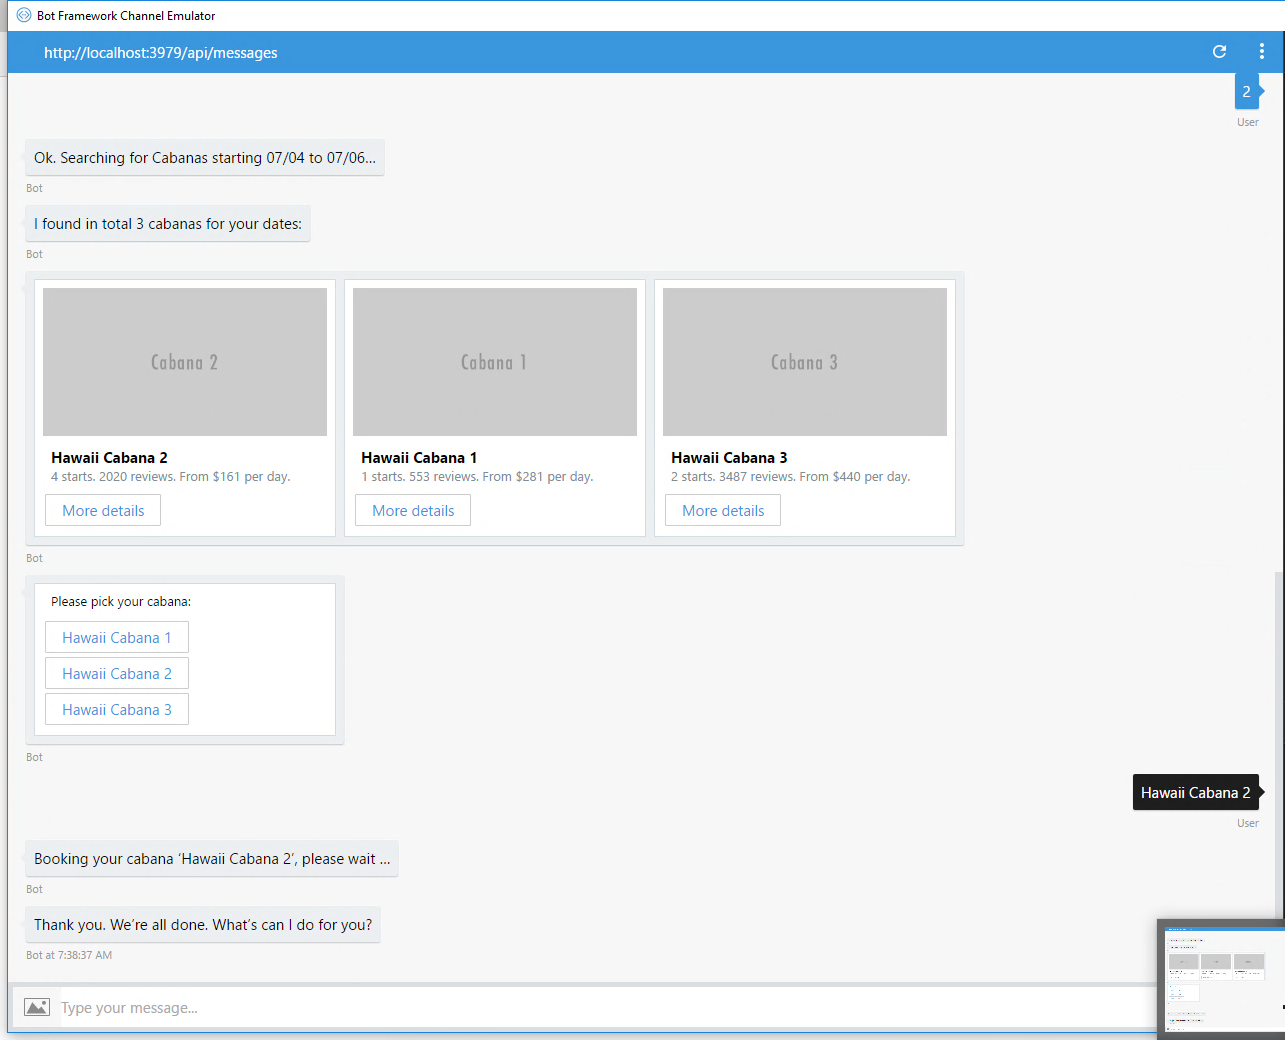 Bot Framework Channel Emulator
http://localhost:3979/api/messages
2
User
Ok. Searching for Cabanas starting 07/04 to 07/06...
Bot
I found in total 3 cabanas for your dates:
Bot
Cabana 2
Cabana 1
Cabana 3
Hawaii Cabana 2
4 starts. 2020 reviews. From $161 per day.
More details
Hawaii Cabana 1
1 starts. 553 reviews. From $281 per day.
More details
Hawaii Cabana 3
2 starts. 3487 reviews. From $440 per day.
More details
Bot
Please pick your cabana:
Hawaii Cabana 1
Hawaii Cabana 2
Hawaii Cabana 3
Bot
Hawaii Cabana 2
User
Booking your cabana ‘Hawaii Cabana 2’, please wait ...
Bot
Thank you. We’re all done. What’s can I do for you?
Bot at 7:38:37 AM
Type your message...